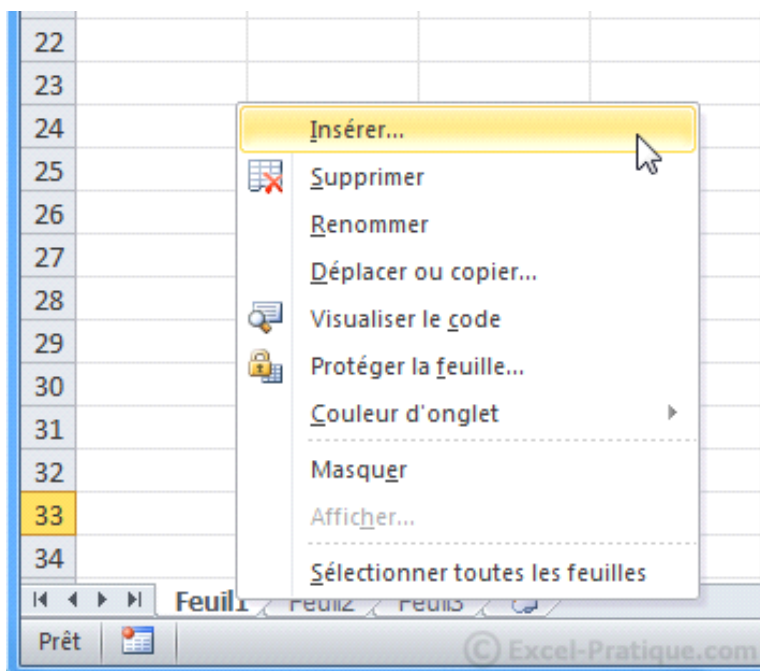 22
23
24
Insérer...
25
Supprimer
26
Renommer
27
Déplacer ou copier...
28
Visualiser le code
29
Protéger la feuille...
30
31
Couleur d'onglet
32
Masquer
33
Afficher...
34
Sélectionner toutes les feuilles
Feuil1 Feuil2 Feuil3
Prêt
© Excel-Pratique.com